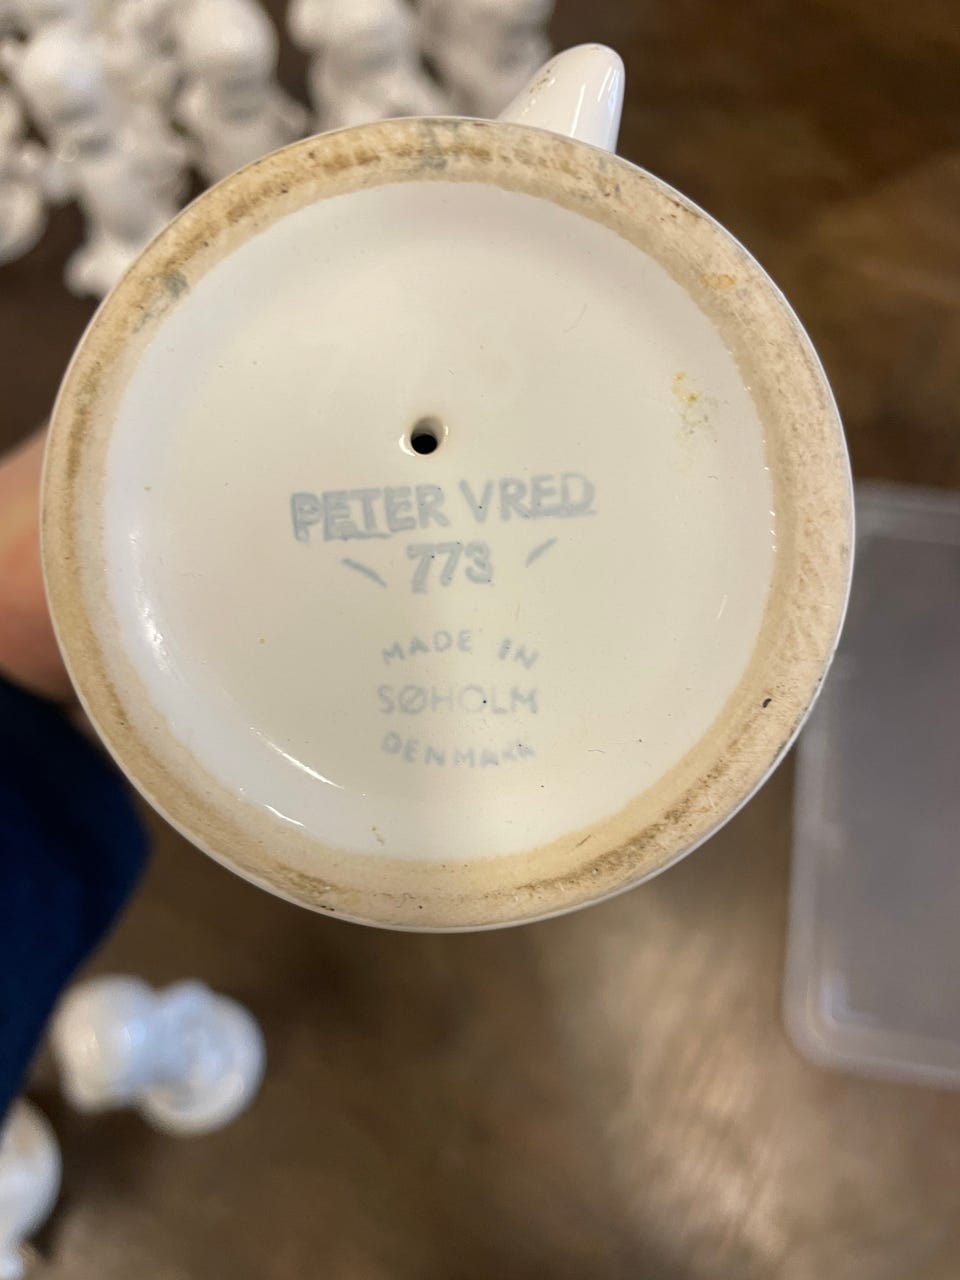 PETER VRED
773
MADE IN
SØHOLM
DENMARK